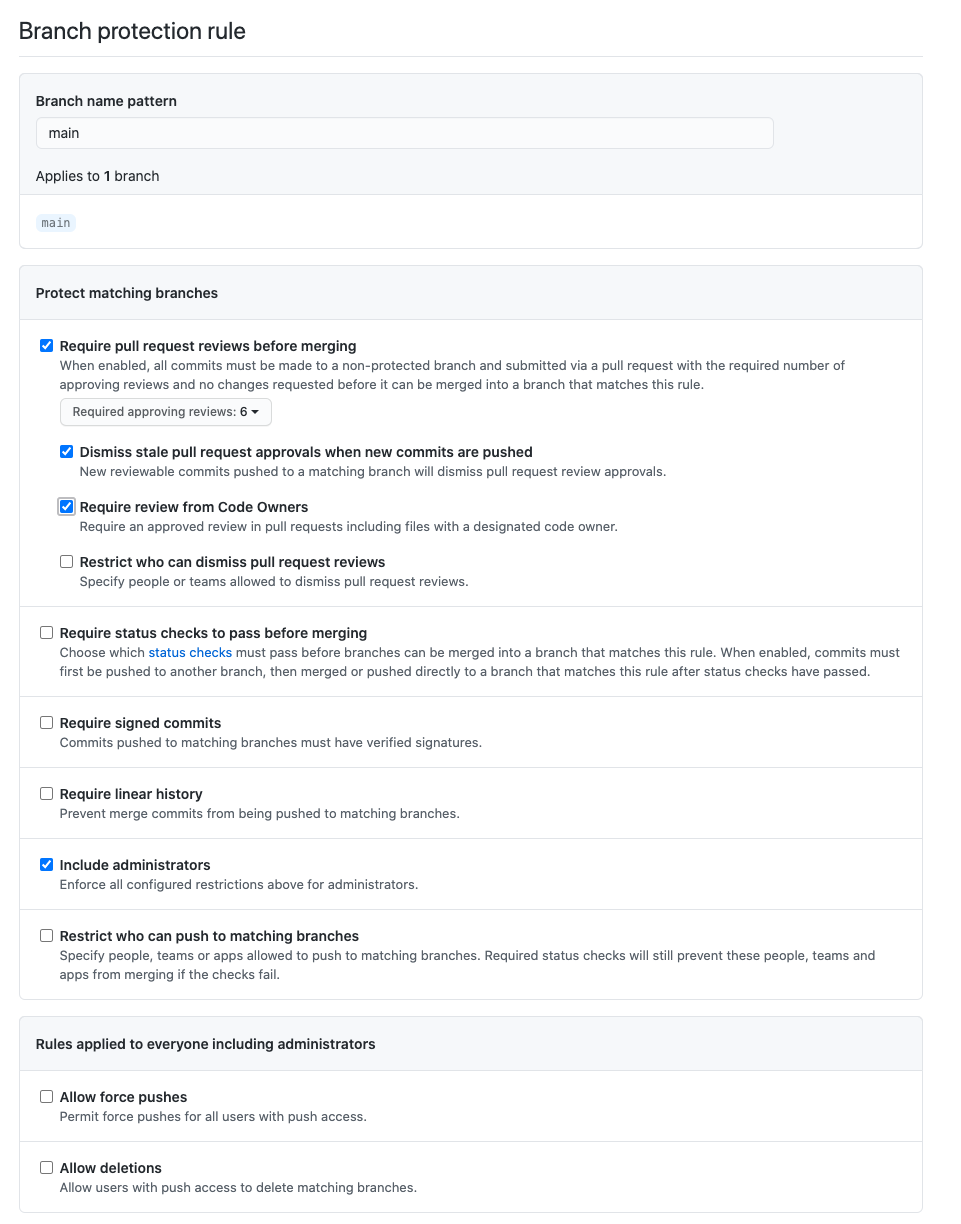 Branch protection rule
Branch name pattern
main
Applies to 1 branch
main
Protect matching branches
Require pull request reviews before merging
When enabled, all commits must be made to a non-protected branch and submitted via a pull request with the required number of
approving reviews and no changes requested before it can be merged into a branch that matches this rule.
Required approving reviews: 6
Dismiss stale pull request approvals when new commits are pushed
New reviewable commits pushed to a matching branch will dismiss pull request review approvals.
Require review from Code Owners
Require an approved review in pull requests including files with a designated code owner.
Restrict who can dismiss pull request reviews
Specify people or teams allowed to dismiss pull request reviews.
Require status checks to pass before merging
Choose which status checks must pass before branches can be merged into a branch that matches this rule. When enabled, commits must
first be pushed to another branch, then merged or pushed directly to a branch that matches this rule after status checks have passed.
Require signed commits
Commits pushed to matching branches must have verified signatures.
Require linear history
Prevent merge commits from being pushed to matching branches.
Include administrators
Enforce all configured restrictions above for administrators.
Restrict who can push to matching branches
Specify people, teams or apps allowed to push to matching branches. Required status checks will still prevent these people, teams and
apps from merging if the checks fail.
Rules applied to everyone including administrators
Allow force pushes
Permit force pushes for all users with push access.
Allow deletions
Allow users with push access to delete matching branches.